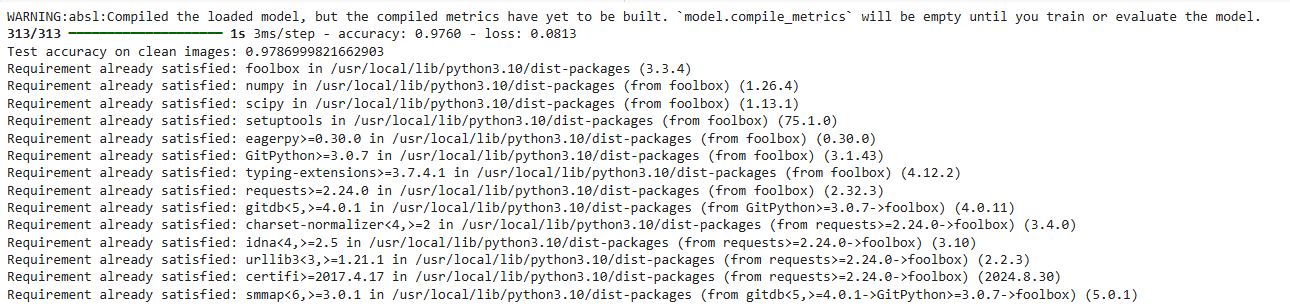 WARNING:absl:Compiled the loaded model, but the compiled metrics have yet to be built. `model.compile_metrics` will be empty until you train or evaluate the model.
313/313 ━━━━━━━━━━━━━━━━━━━━ 1s 3ms/step - accuracy: 0.9760 - loss: 0.0813
Test accuracy on clean images: 0.9786999821662903
Requirement already satisfied: foolbox in /usr/local/lib/python3.10/dist-packages (3.3.4)
Requirement already satisfied: numpy in /usr/local/lib/python3.10/dist-packages (from foolbox) (1.26.4)
Requirement already satisfied: scipy in /usr/local/lib/python3.10/dist-packages (from foolbox) (1.13.1)
Requirement already satisfied: setuptools in /usr/local/lib/python3.10/dist-packages (from foolbox) (75.1.0)
Requirement already satisfied: eagerpy>=0.30.0 in /usr/local/lib/python3.10/dist-packages (from foolbox) (0.30.0)
Requirement already satisfied: GitPython>=3.0.7 in /usr/local/lib/python3.10/dist-packages (from foolbox) (3.1.43)
Requirement already satisfied: typing-extensions>=3.7.4.1 in /usr/local/lib/python3.10/dist-packages (from foolbox) (4.12.2)
Requirement already satisfied: requests>=2.24.0 in /usr/local/lib/python3.10/dist-packages (from foolbox) (2.32.3)
Requirement already satisfied: gitdb<5,>=4.0.1 in /usr/local/lib/python3.10/dist-packages (from GitPython>=3.0.7->foolbox) (4.0.11)
Requirement already satisfied: charset-normalizer<4,>=2 in /usr/local/lib/python3.10/dist-packages (from requests>=2.24.0->foolbox) (3.4.0)
Requirement already satisfied: idna<4,>=2.5 in /usr/local/lib/python3.10/dist-packages (from requests>=2.24.0->foolbox) (3.10)
Requirement already satisfied: urllib3<3,>=1.21.1 in /usr/local/lib/python3.10/dist-packages (from requests>=2.24.0->foolbox) (2.2.3)
Requirement already satisfied: certifi>=2017.4.17 in /usr/local/lib/python3.10/dist-packages (from requests>=2.24.0->foolbox) (2024.8.30)
Requirement already satisfied: smmap<6,>=3.0.1 in /usr/local/lib/python3.10/dist-packages (from gitdb<5,>=4.0.1->GitPython>=3.0.7->foolbox) (5.0.1)